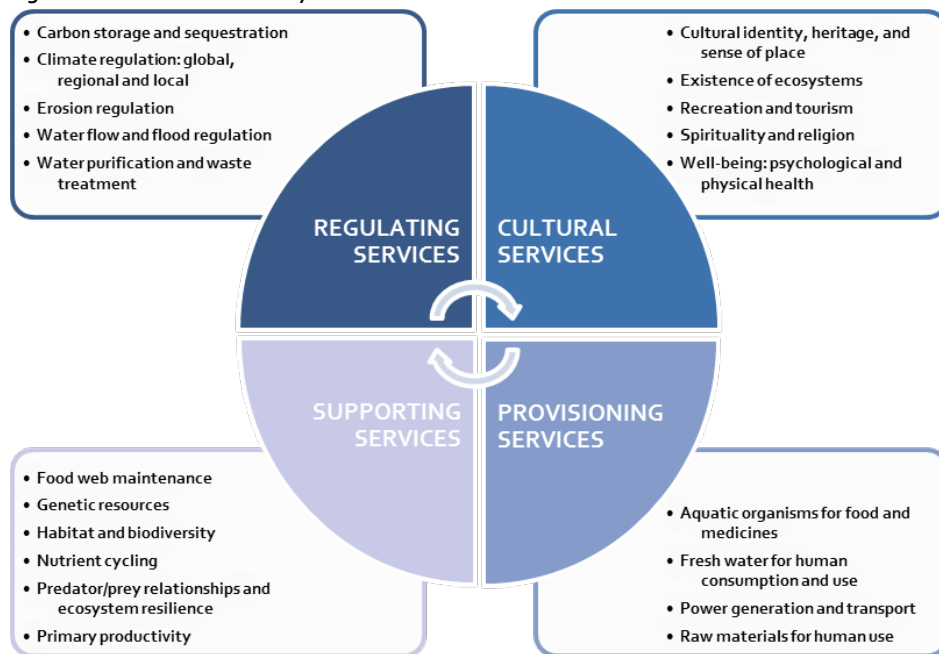 • Carbon storage and sequestration
• Climate regulation: global,
regional and local
• Erosion regulation
• Water flow and flood regulation
• Water purification and waste
treatment
• Cultural identity, heritage, and
sense of place
• Existence of ecosystems
• Recreation and tourism
• Spirituality and religion
• Well-being: psychological and
physical health
REGULATING
SERVICES
CULTURAL
SERVICES
SUPPORTING
SERVICES
PROVISIONING
SERVICES
• Food web maintenance
• Genetic resources
• Habitat and biodiversity
• Nutrient cycling
• Predator/prey relationships and
ecosystem resilience
• Primary productivity
• Aquatic organisms for food and
medicines
• Fresh water for human
consumption and use
• Power generation and transport
• Raw materials for human use